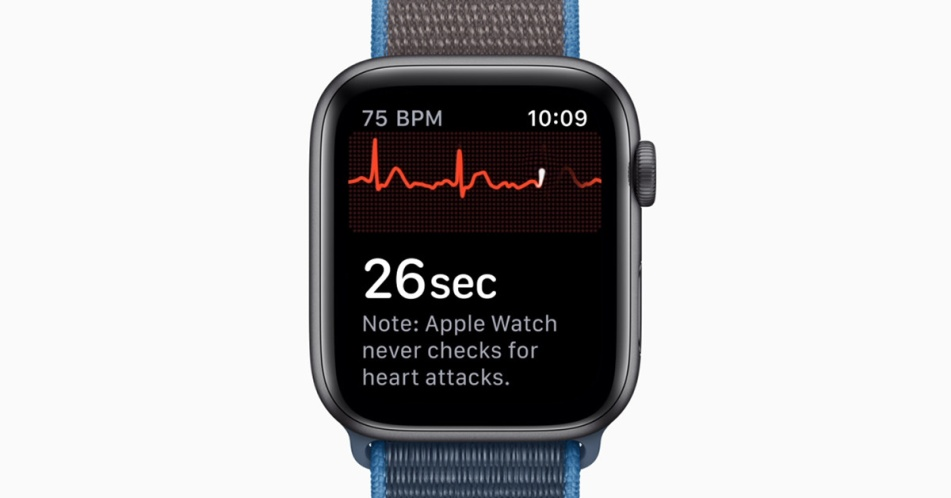 75 BPM 10:09
26sec
Note: Apple Watch
never checks for
heart attacks.